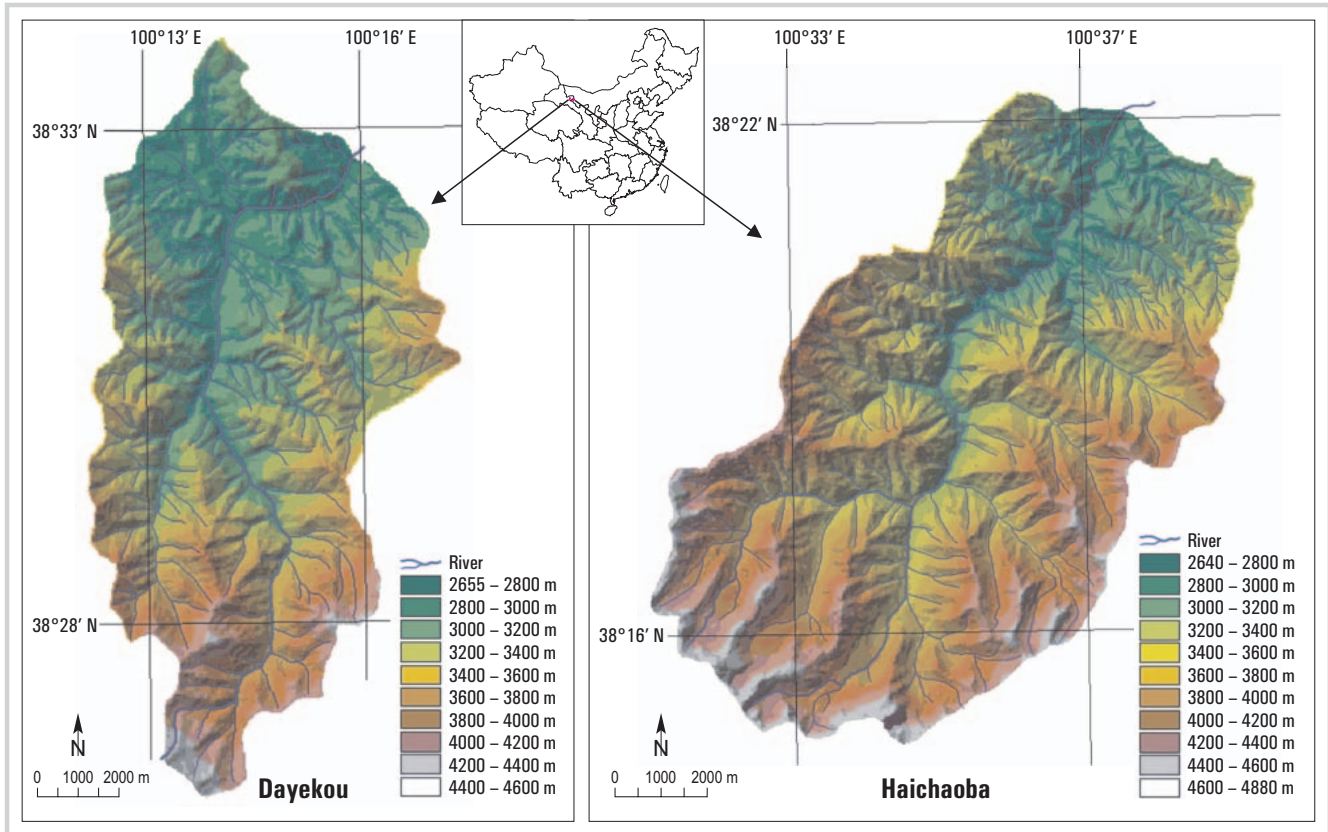 100°13′ E 100°16′ E
38°33′ N
38°28′ N
River
2655 – 2800 m
2800 – 3000 m
3000 – 3200 m
3200 – 3400 m
3400 – 3600 m
3600 – 3800 m
3800 – 4000 m
4000 – 4200 m
4200 – 4400 m
4400 – 4600 m
N
0 1000 2000 m
Dayekou
100°33′ E 100°37′ E
38°22′ N
38°16′ N
River
2640 – 2800 m
2800 – 3000 m
3000 – 3200 m
3200 – 3400 m
3400 – 3600 m
3600 – 3800 m
3800 – 4000 m
4000 – 4200 m
4200 – 4400 m
4400 – 4600 m
4600 – 4880 m
N
0 1000 2000 m
Haichaoba